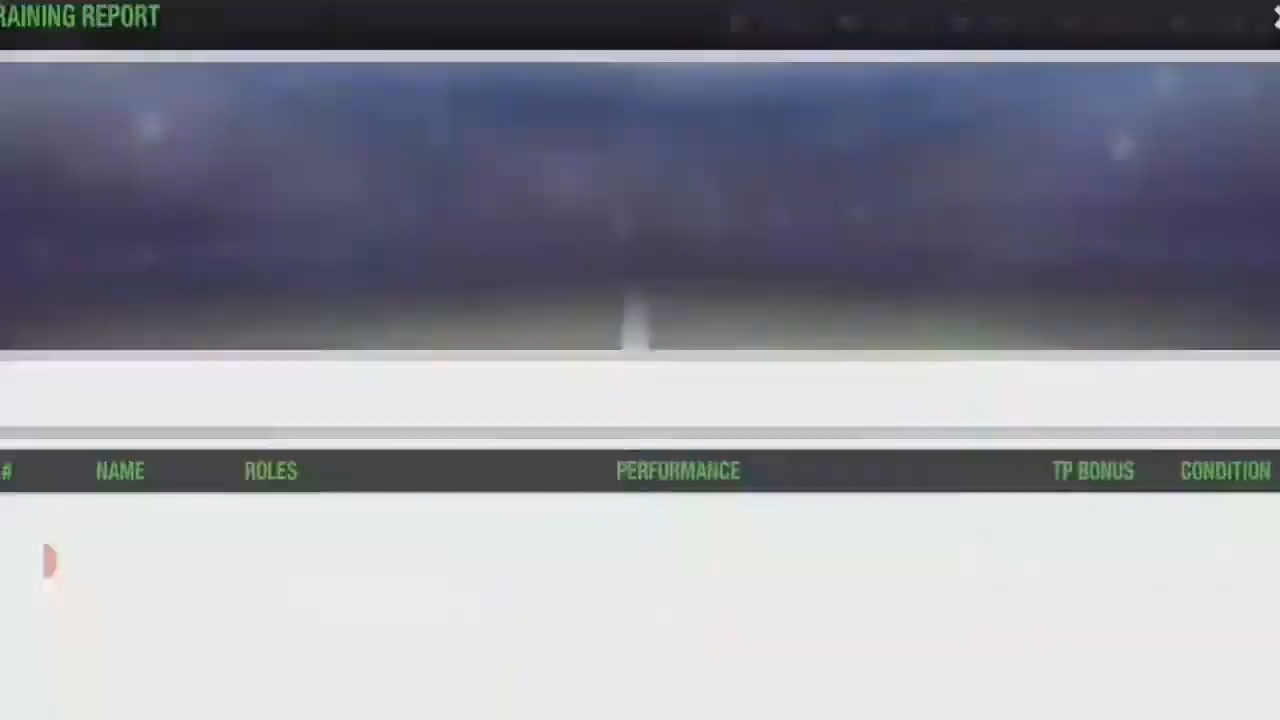 RAINING REPORT
# NAME ROLES PERFORMANCE TP BONUS CONDITION